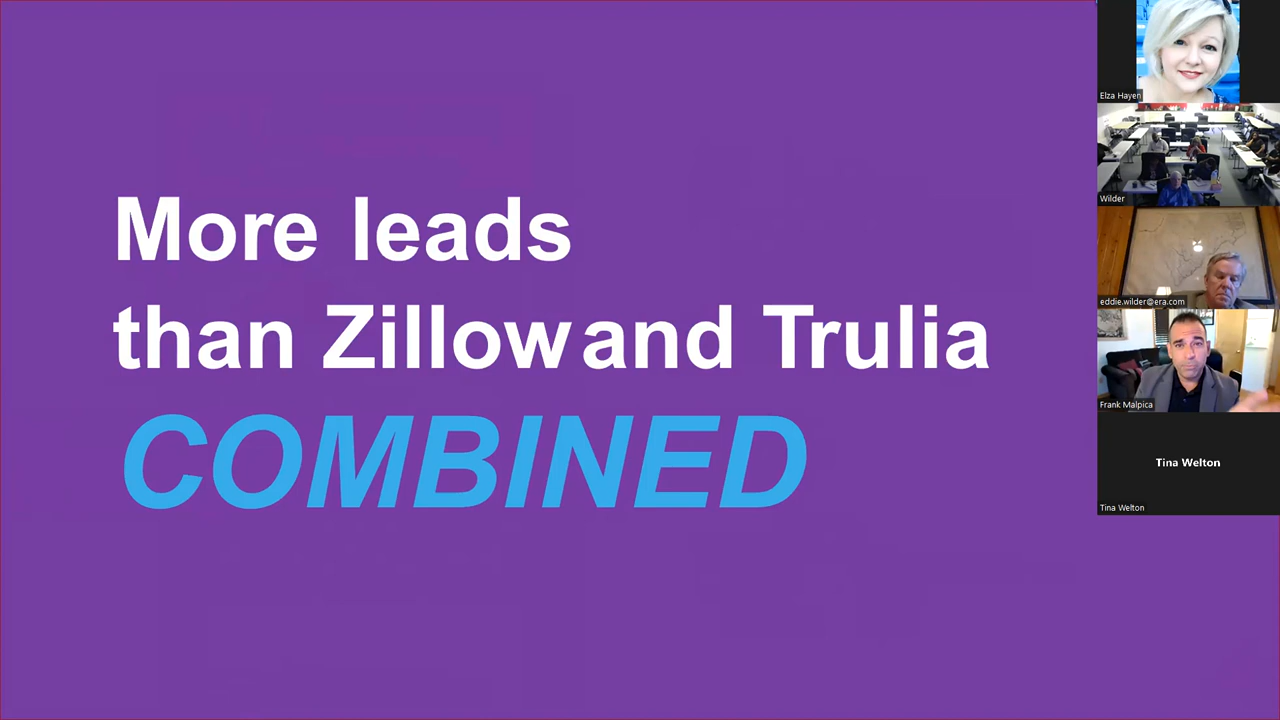 More leads
than Zillow and Trulia
COMBINED
Elza Hayen
Wilder
eddie.wilder@era.com
Frank Malpica
Tina Welton
Tina Welton